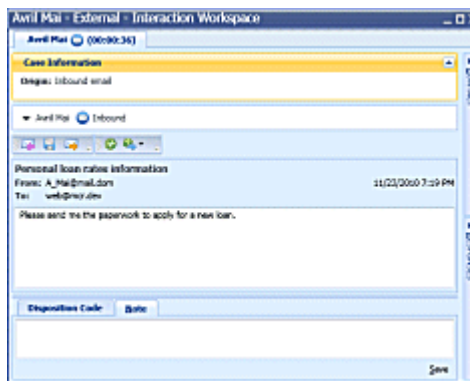 Avril Mai - External - Interaction Workspace
Avril Mai (00:00:36)
Case Information
Origin: Inbound email
Avril Mai Inbound
Personal loan rates information
From: A_Mai@mail.dom 11/23/2010 7:19 PM
To: web@mcr.dev
Please send me the paperwork to apply for a new loan.
Disposition Code Note
Save